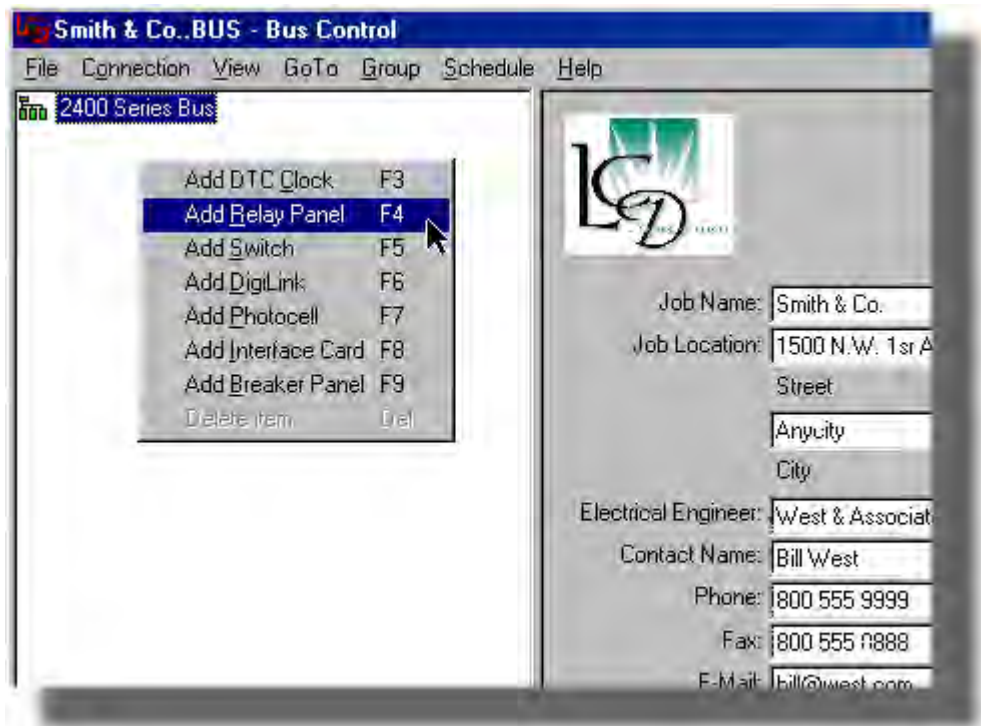 Smith & Co..BUS - Bus Control
File Connection View GoTo Group Schedule Help
2400 Series Bus
Add DTC Clock F3
Add Relay Panel F4
Add Switch F5
Add DigiLink F6
Add Photocell F7
Add Interface Card F8
Add Breaker Panel F9
Delete item Del
LCD
Job Name: Smith & Co.
Job Location: 1500 N.W. 1sr A
Street
Anycity
City
Electrical Engineer: West & Associat
Contact Name: Bill West
Phone: 800 555 9999
Fax: 800 555 0888
E-Mail: bill@west.com